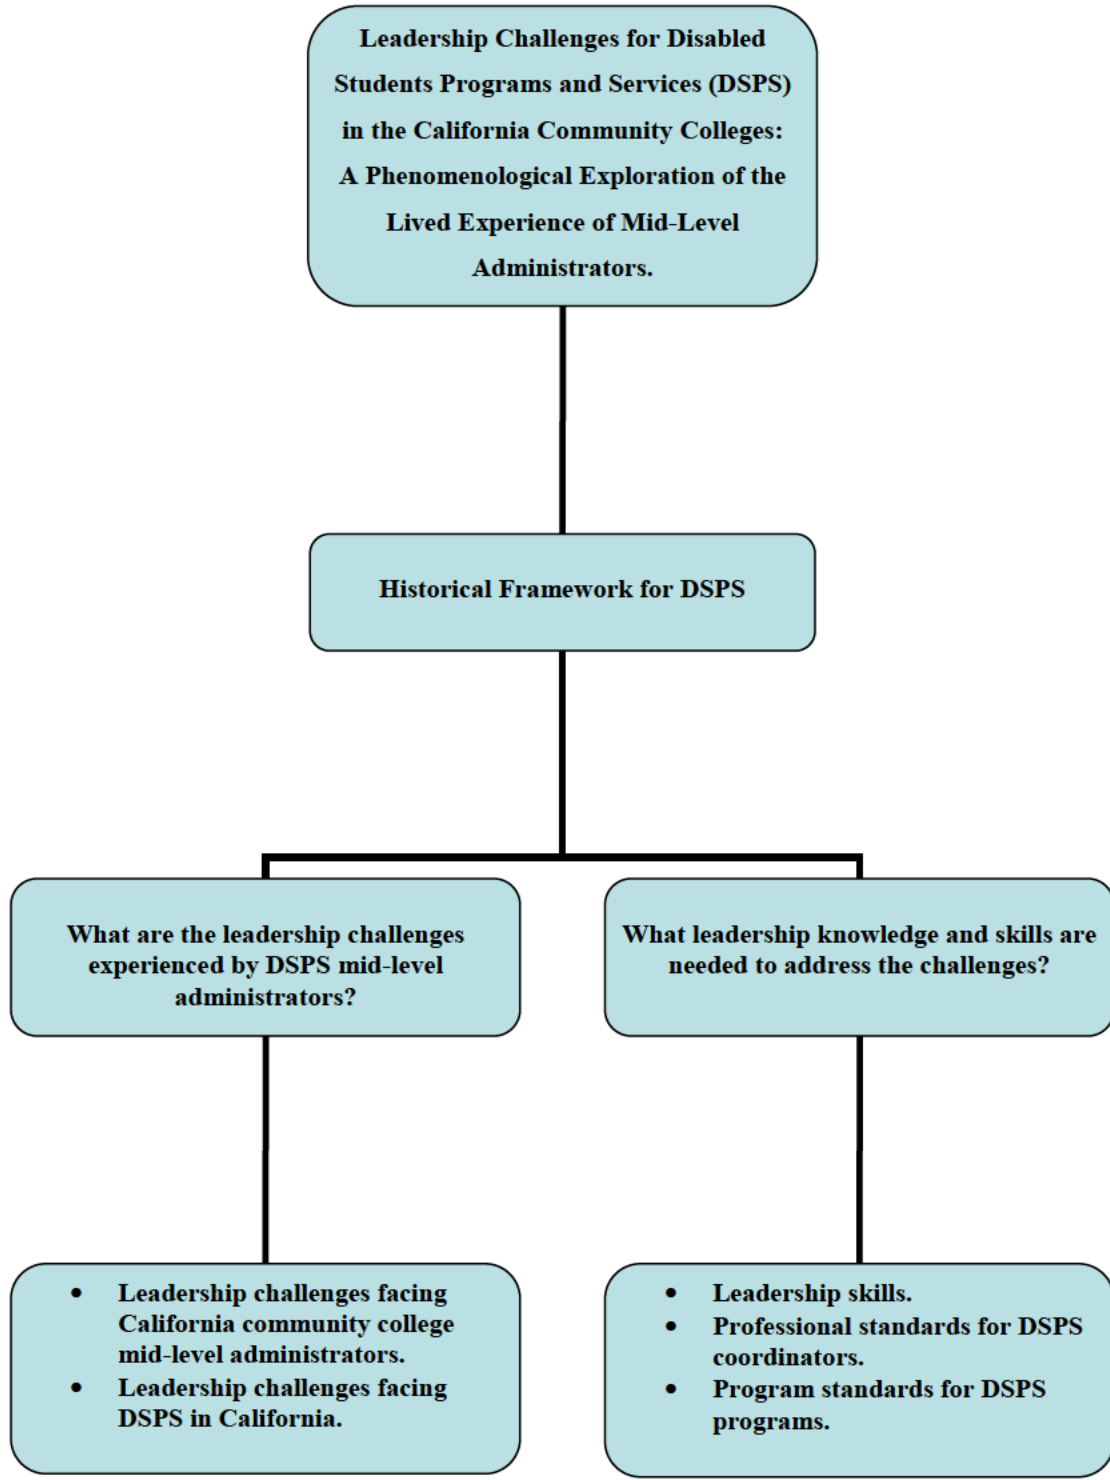 Leadership Challenges for Disabled
Students Programs and Services (DSPS)
in the California Community Colleges:
A Phenomenological Exploration of the
Lived Experience of Mid-Level
Administrators.
Historical Framework for DSPS
What are the leadership challenges
experienced by DSPS mid-level
administrators?
What leadership knowledge and skills are
needed to address the challenges?
• Leadership challenges facing
California community college
mid-level administrators.
• Leadership challenges facing
DSPS in California.
• Leadership skills.
• Professional standards for DSPS
coordinators.
• Program standards for DSPS
programs.